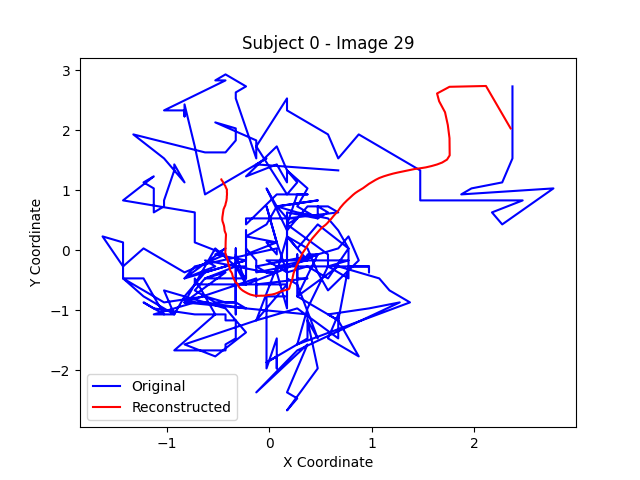 Subject 0 - Image 29
3
2
1
0
−1
−2
Y Coordinate
Original
Reconstructed
−1
0
1
2
X Coordinate